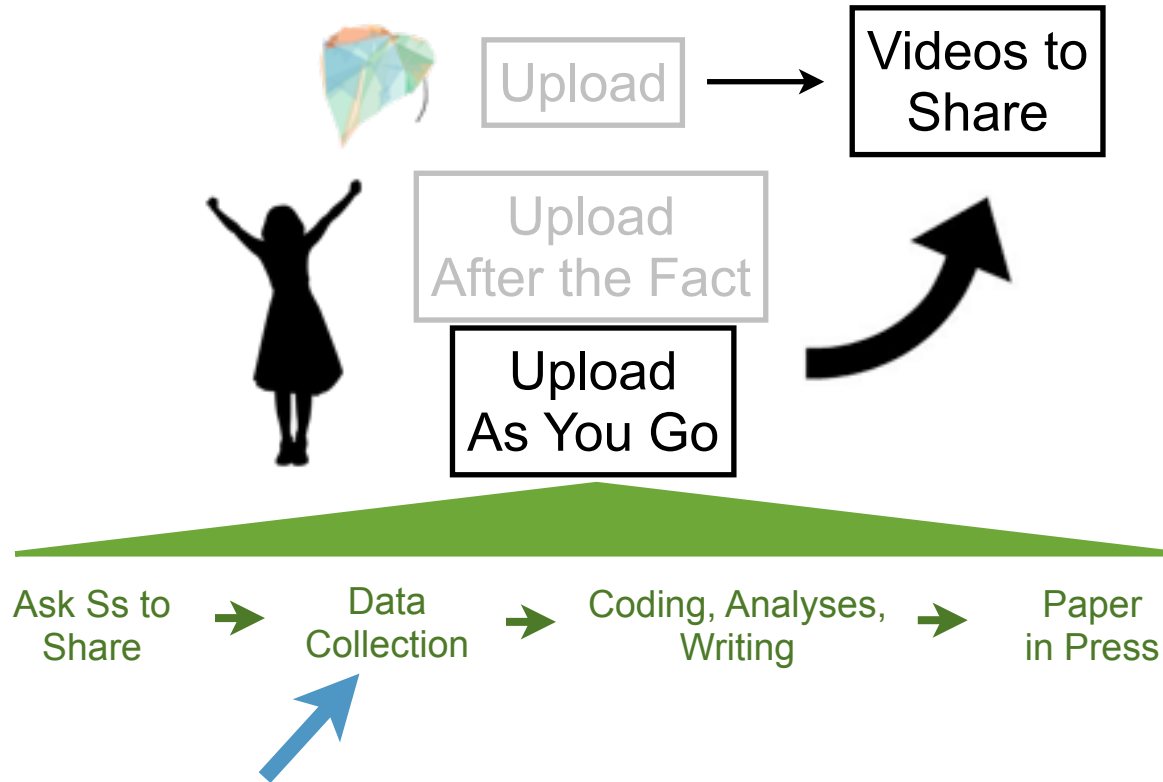 Upload
Videos to
Share
Upload
After the Fact
Upload
As You Go
Ask Ss to
Share
Data
Collection
Coding, Analyses,
Writing
Paper
in Press